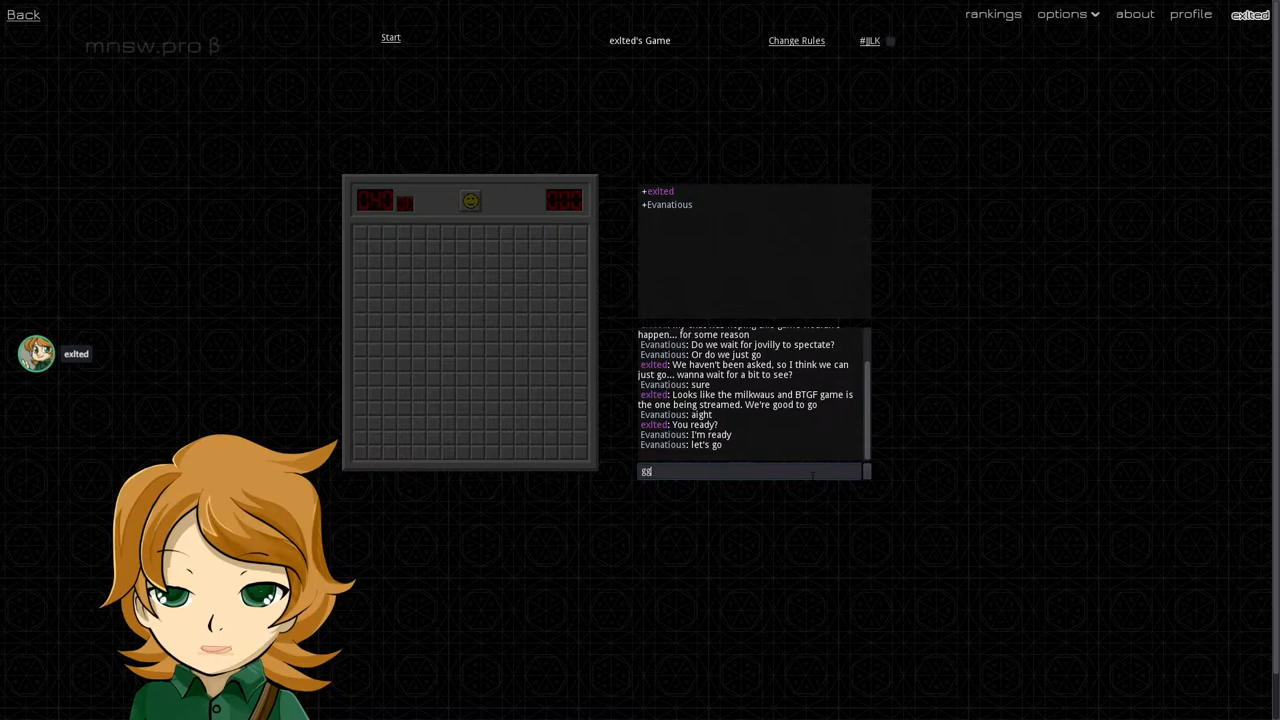 Back
rankings options about profile exlted
mnsw.pro β
Start
exlted's Game
Change Rules
#JJLK
040
000
+exlted
+Evanatious
happen... for some reason
Evanatious: Do we wait for jovilly to spectate?
Evanatious: Or do we just go
exlted: We haven't been asked, so I think we can
just go... wanna wait for a bit to see?
Evanatious: sure
exlted: Looks like the milkwaus and BTGF game is
the one being streamed. We're good to go
Evanatious: aight
exlted: You ready?
Evanatious: I'm ready
Evanatious: let's go
gg
exlted